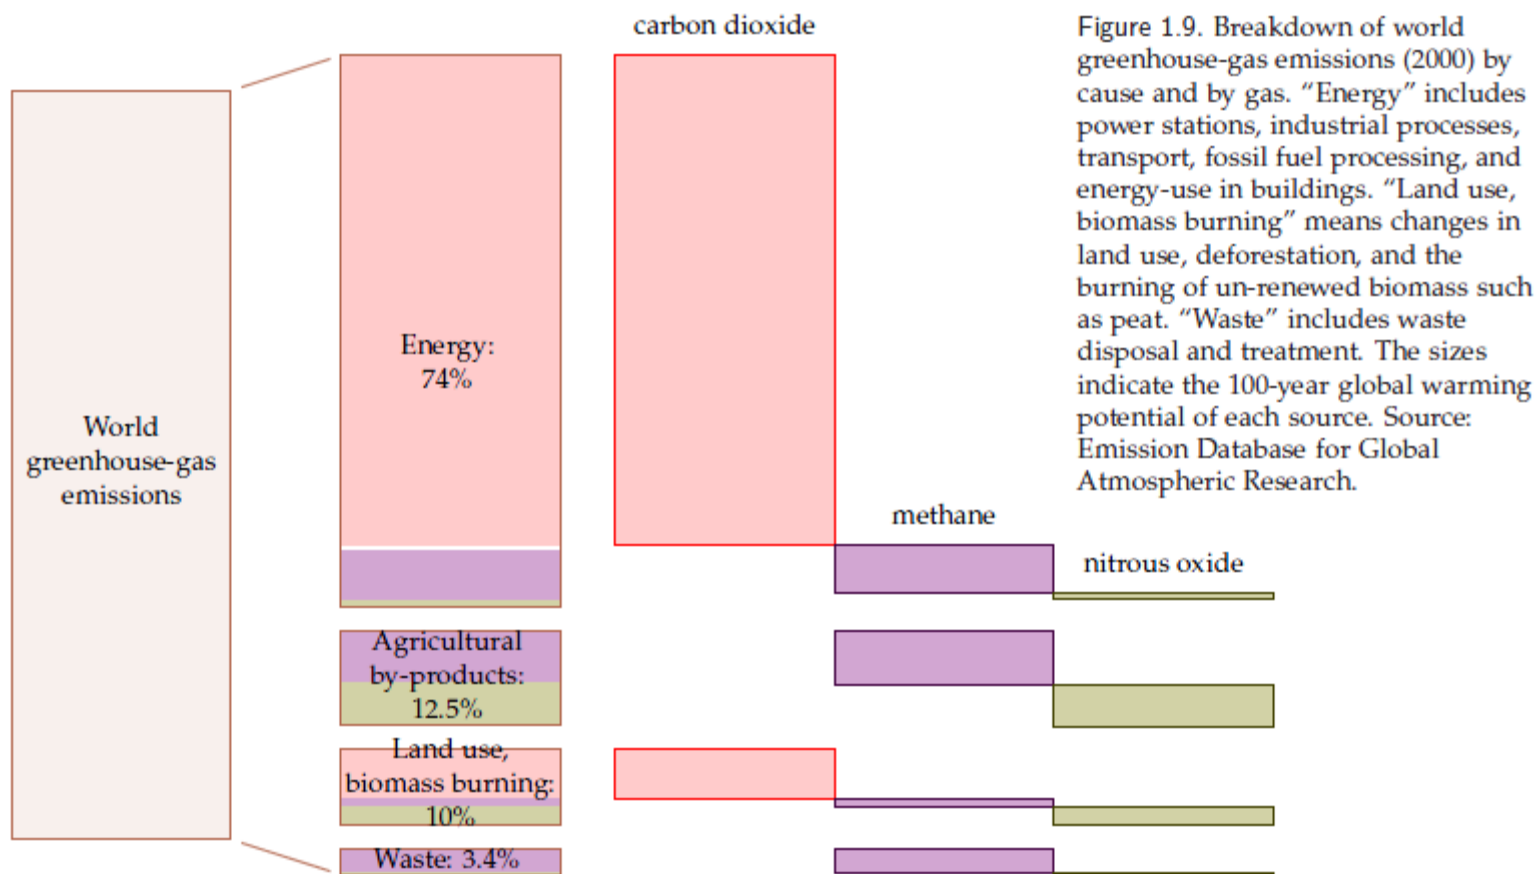 carbon dioxide
Figure 1.9. Breakdown of world
greenhouse-gas emissions (2000) by
cause and by gas. “Energy” includes
power stations, industrial processes,
transport, fossil fuel processing, and
energy-use in buildings. “Land use,
biomass burning” means changes in
land use, deforestation, and the
burning of un-renewed biomass such
as peat. “Waste” includes waste
disposal and treatment. The sizes
indicate the 100-year global warming
potential of each source. Source:
Emission Database for Global
Atmospheric Research.
World
greenhouse-gas
emissions
Energy:
74%
methane
nitrous oxide
Agricultural
by-products:
12.5%
Land use,
biomass burning:
10%
Waste: 3.4%